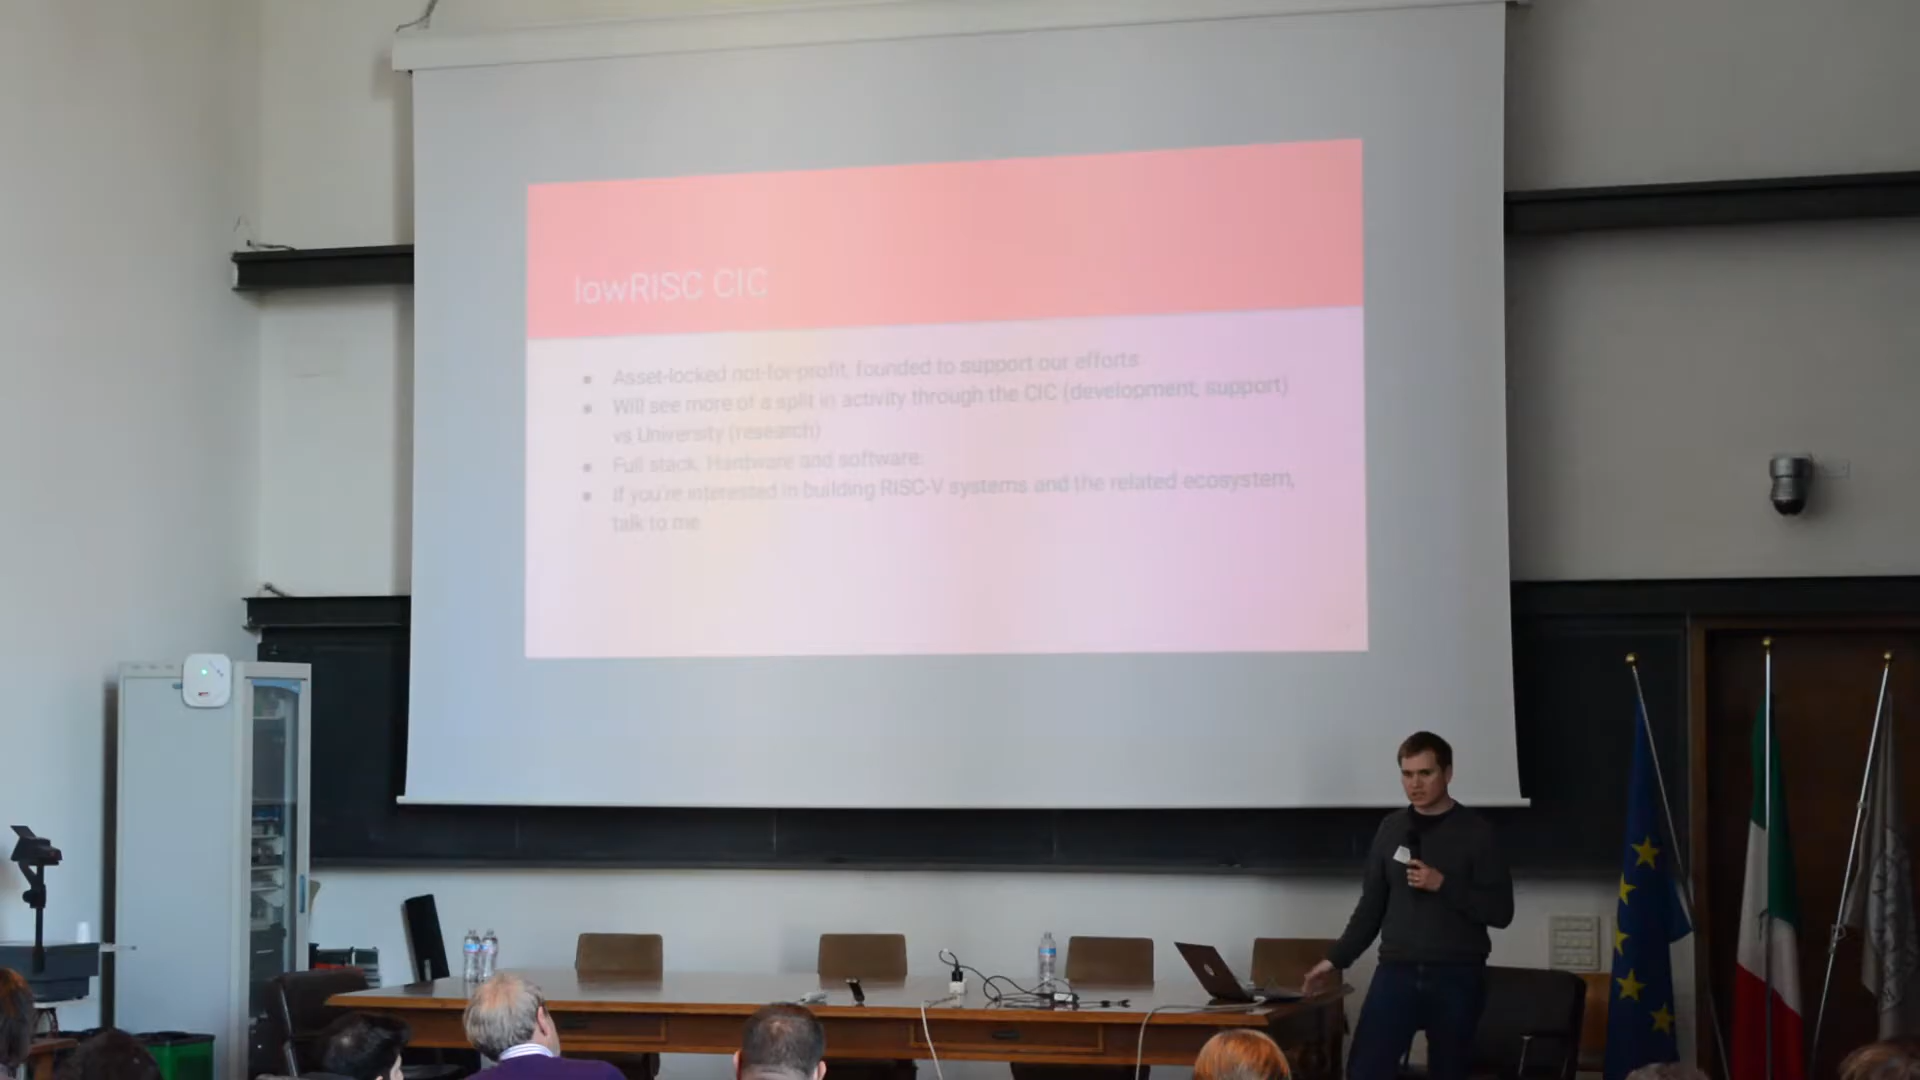 lowRISC CIC
Asset-locked not-for-profit, founded to support our efforts
Will see more of a split in activity through the CIC (development, support)
vs University (research)
Full stack. Hardware and software.
If you're interested in building RISC-V systems and the related ecosystem,
talk to me